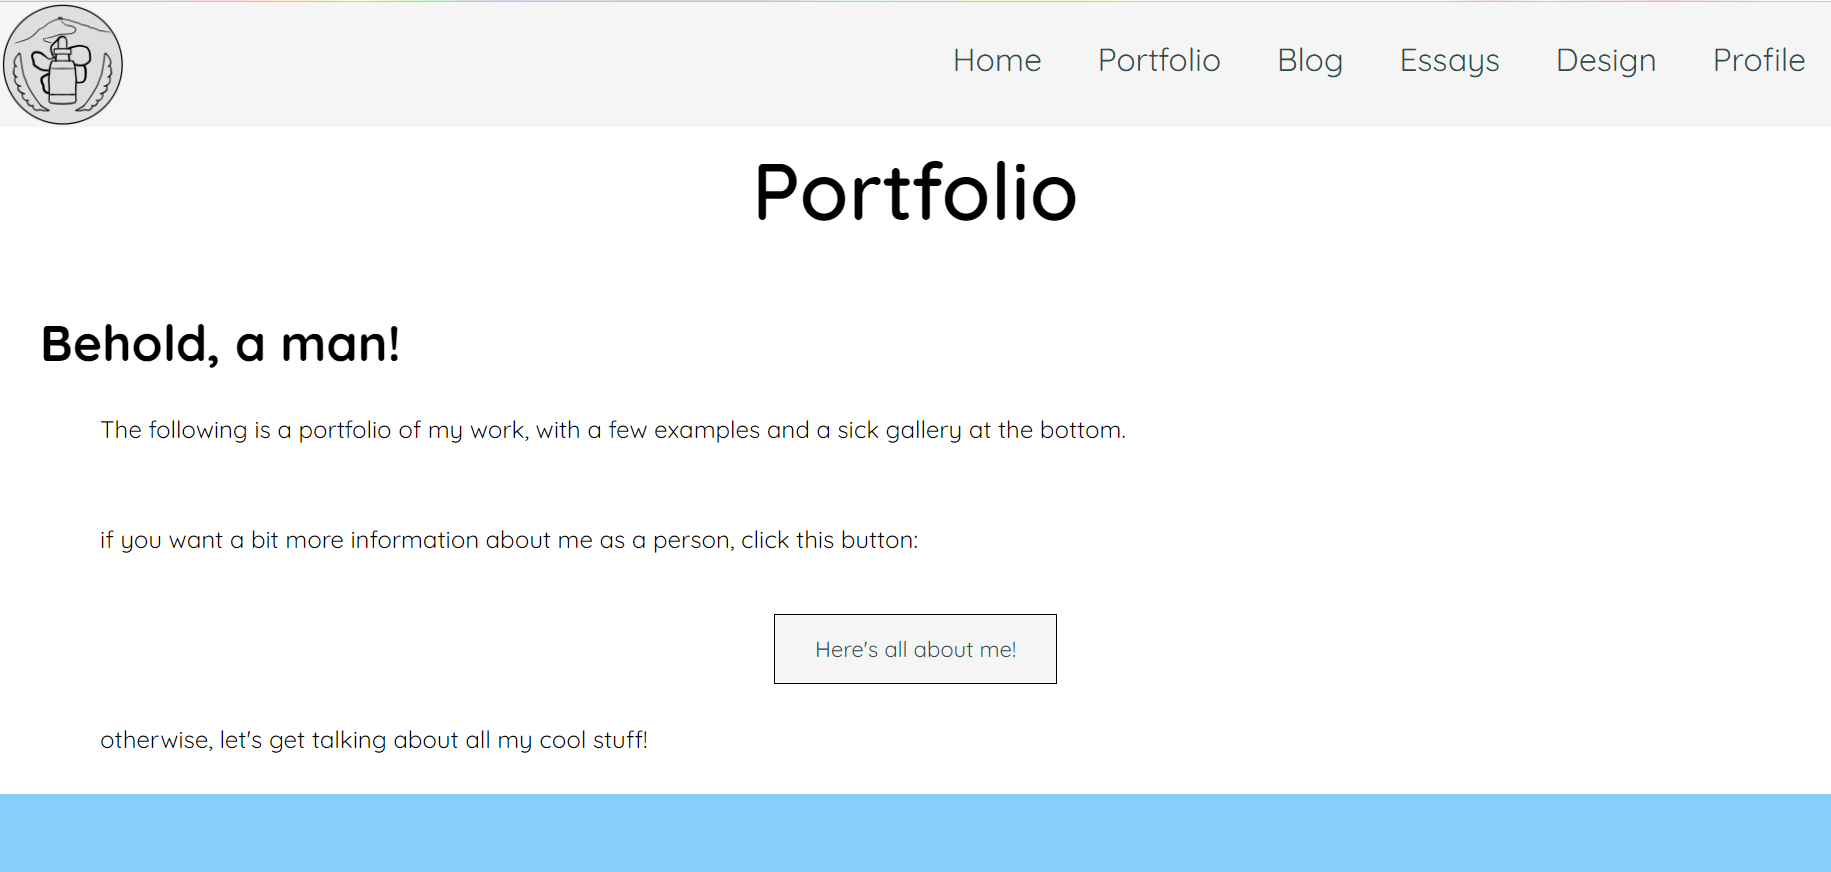 Home Portfolio Blog Essays Design Profile
Portfolio
Behold, a man!
The following is a portfolio of my work, with a few examples and a sick gallery at the bottom.
if you want a bit more information about me as a person, click this button:
Here's all about me!
otherwise, let's get talking about all my cool stuff!